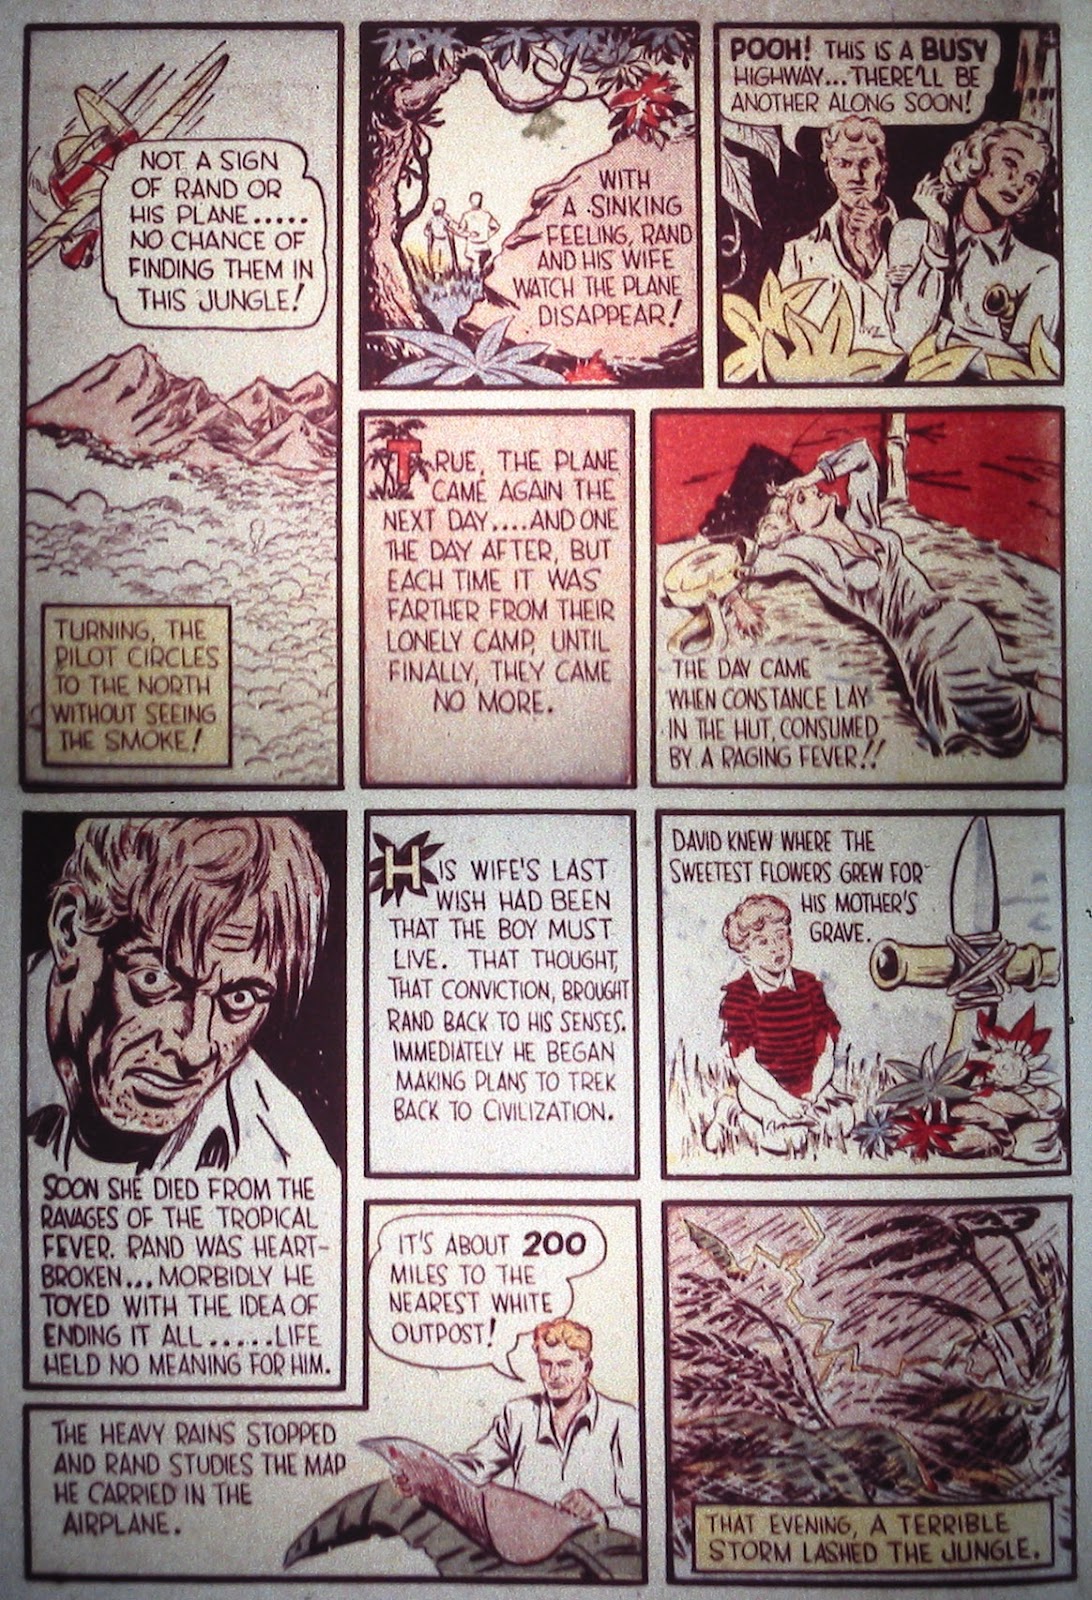 NOT A SIGN
OF RAND OR
HIS PLANE.....
NO CHANCE OF
FINDING THEM IN
THIS JUNGLE!
TURNING, THE
PILOT CIRCLES
TO THE NORTH
WITHOUT SEEING
THE SMOKE!
WITH
A SINKING
FEELING, RAND
AND HIS WIFE
WATCH THE PLANE
DISAPPEAR!
POOH! THIS IS A BUSY
HIGHWAY... THERE'LL BE
ANOTHER ALONG SOON!
TRUE, THE PLANE
CAME AGAIN THE
NEXT DAY....AND ONE
THE DAY AFTER, BUT
EACH TIME IT WAS
FARTHER FROM THEIR
LONELY CAMP, UNTIL
FINALLY, THEY CAME
NO MORE.
THE DAY CAME
WHEN CONSTANCE LAY
IN THE HUT, CONSUMED
BY A RAGING FEVER!!
SOON SHE DIED FROM THE
RAVAGES OF THE TROPICAL
FEVER. RAND WAS HEART-
BROKEN... MORBIDLY HE
TOYED WITH THE IDEA OF
ENDING IT ALL......LIFE
HELD NO MEANING FOR HIM.
HIS WIFE'S LAST
WISH HAD BEEN
THAT THE BOY MUST
LIVE. THAT THOUGHT,
THAT CONVICTION, BROUGHT
RAND BACK TO HIS SENSES.
IMMEDIATELY HE BEGAN
MAKING PLANS TO TREK
BACK TO CIVILIZATION.
DAVID KNEW WHERE THE
SWEETEST FLOWERS GREW FOR-
HIS MOTHER'S
GRAVE.
THE HEAVY RAINS STOPPED
AND RAND STUDIES THE MAP
HE CARRIED IN THE
AIRPLANE.
IT'S ABOUT 200
MILES TO THE
NEAREST WHITE
OUTPOST!
THAT EVENING, A TERRIBLE
STORM LASHED THE JUNGLE.